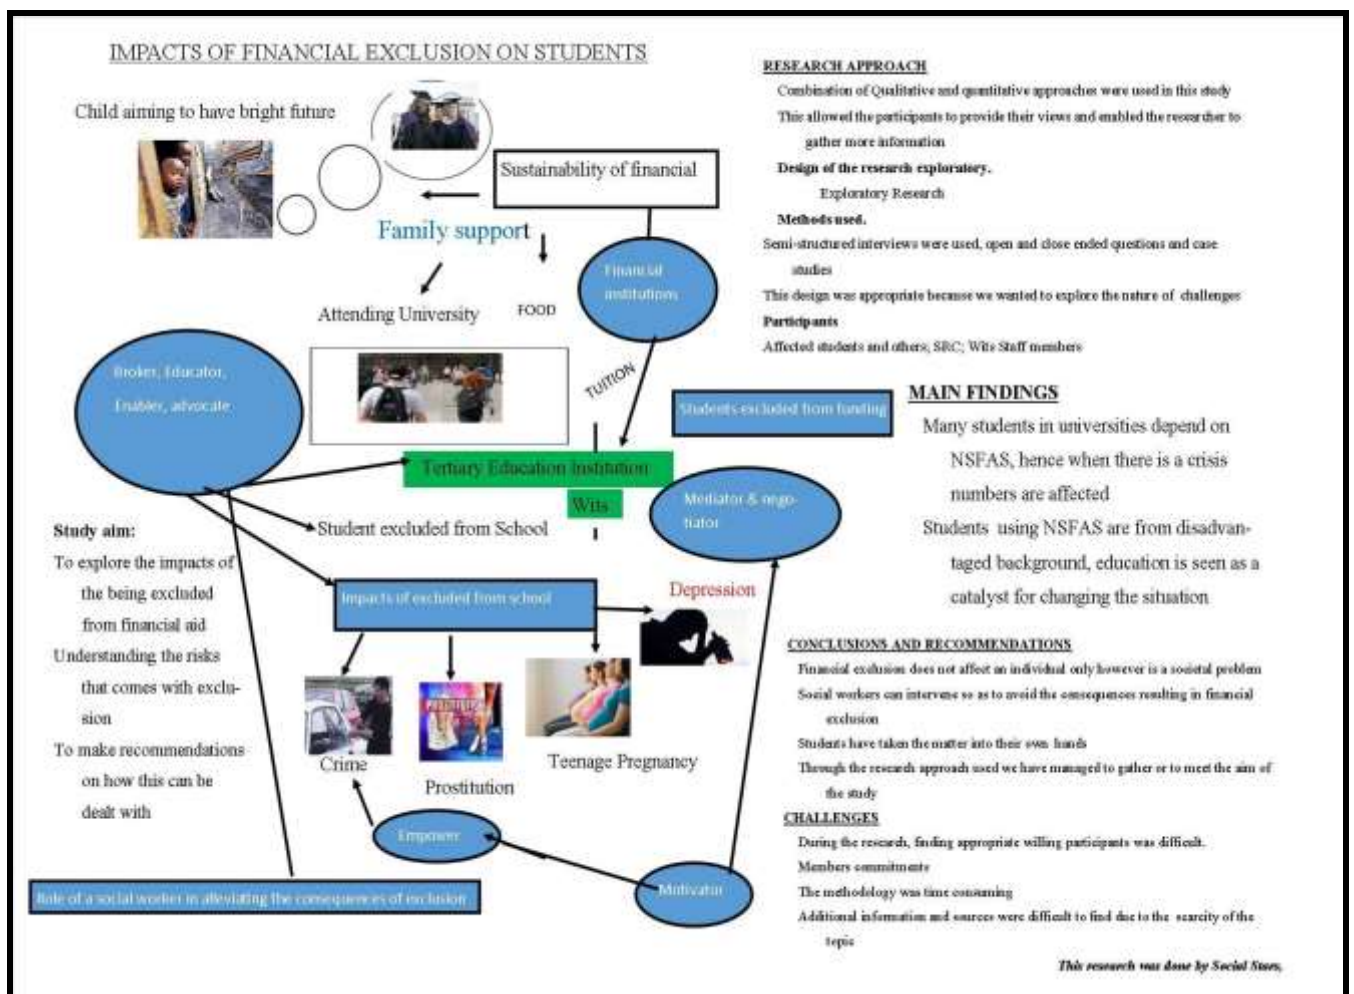 IMPACTS OF FINANCIAL EXCLUSION ON STUDENTS
Child aiming to have bright future
Sustainability of financial
Family support
Financial
institutions
Attending University
FOOD
TUITION
Broker, Educator,
Enabler, advocate
Students excluded from funding
Tertiary Education Institution
Wits
Mediator & nego-
tiator
Student excluded from School
Study aim:
To explore the impacts of
the being excluded
from financial aid
Understanding the risks
that comes with exclu-
sion
To make recommendations
on how this can be
dealt with
Impacts of excluded from school
Depression
Crime
PROSTITUTION
Prostitution
Teenage Pregnancy
Empower
Motivator
Role of a social worker in alleviating the consequences of exclusion
RESEARCH APPROACH
Combination of Qualitative and quantitative approaches were used in this study
This allowed the participants to provide their views and enabled the researcher to
gather more information
Design of the research exploratory.
Exploratory Research
Methods used.
Semi-structured interviews were used, open and close ended questions and case
studies
This design was appropriate because we wanted to explore the nature of challenges
Participants
Affected students and others; SRC; Wits Staff members
MAIN FINDINGS
Many students in universities depend on
NSFAS, hence when there is a crisis
numbers are affected
Students using NSFAS are from disadvan-
taged background, education is seen as a
catalyst for changing the situation
CONCLUSIONS AND RECOMMENDATIONS
Financial exclusion does not affect an individual only however is a societal problem
Social workers can intervene so as to avoid the consequences resulting in financial
exclusion
Students have taken the matter into their own hands
Through the research approach used we have managed to gather or to meet the aim of
the study
CHALLENGES
During the research, finding appropriate willing participants was difficult.
Members commitments
The methodology was time consuming
Additional information and sources were difficult to find due to the scarcity of the
topic
This research was done by Social Stars,